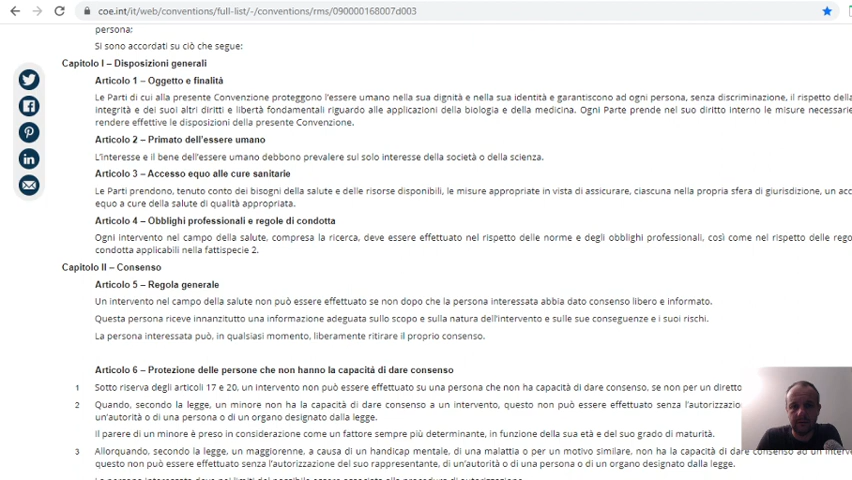 coe.int/it/web/conventions/full-list/-/conventions/rms/090000168007d003
persona:
Si sono accordati su ciò che segue:
Capitolo I – Disposizioni generali
Articolo 1 – Oggetto e finalità
Le Parti di cui alla presente Convenzione proteggono l'essere umano nella sua dignità e nella sua identità e garantiscono ad ogni persona, senza discriminazione, il rispetto della
integrità e dei suoi altri diritti e libertà fondamentali riguardo alle applicazioni della biologia e della medicina. Ogni Parte prende nel suo diritto interno le misure necessarie
rendere effettive le disposizioni della presente Convenzione.
Articolo 2 – Primato dell'essere umano
L'interesse e il bene dell'essere umano debbono prevalere sul solo interesse della società o della scienza.
Articolo 3 – Accesso equo alle cure sanitarie
Le Parti prendono, tenuto conto dei bisogni della salute e delle risorse disponibili, le misure appropriate in vista di assicurare, ciascuna nella propria sfera di giurisdizione, un acc
equo a cure della salute di qualità appropriata.
Articolo 4 – Obblighi professionali e regole di condotta
Ogni intervento nel campo della salute, compresa la ricerca, deve essere effettuato nel rispetto delle norme e degli obblighi professionali, così come nel rispetto delle rego
condotta applicabili nella fattispecie 2.
Capitolo II – Consenso
Articolo 5 – Regola generale
Un intervento nel campo della salute non può essere effettuato se non dopo che la persona interessata abbia dato consenso libero e informato.
Questa persona riceve innanzitutto una informazione adeguata sullo scopo e sulla natura dell'intervento e sulle sue conseguenze e i suoi rischi.
La persona interessata può, in qualsiasi momento, liberamente ritirare il proprio consenso.
Articolo 6 – Protezione delle persone che non hanno la capacità di dare consenso
1 Sotto riserva degli articoli 17 e 20, un intervento non può essere effettuato su una persona che non ha capacità di dare consenso, se non per un diretto
2 Quando, secondo la legge, un minore non ha la capacità di dare consenso a un intervento, questo non può essere effettuato senza l'autorizzazio
un'autorità o di una persona o di un organo designato dalla legge.
Il parere di un minore è preso in considerazione come un fattore sempre più determinante, in funzione della sua età e del suo grado di maturità.
3 Allorquando, secondo la legge, un maggiorenne, a causa di un handicap mentale, di una malattia o per un motivo similare, non ha la capacità di dare consenso ad un interv
questo non può essere effettuato senza l'autorizzazione del suo rappresentante, di un'autorità o di una persona o di un organo designato dalla legge.